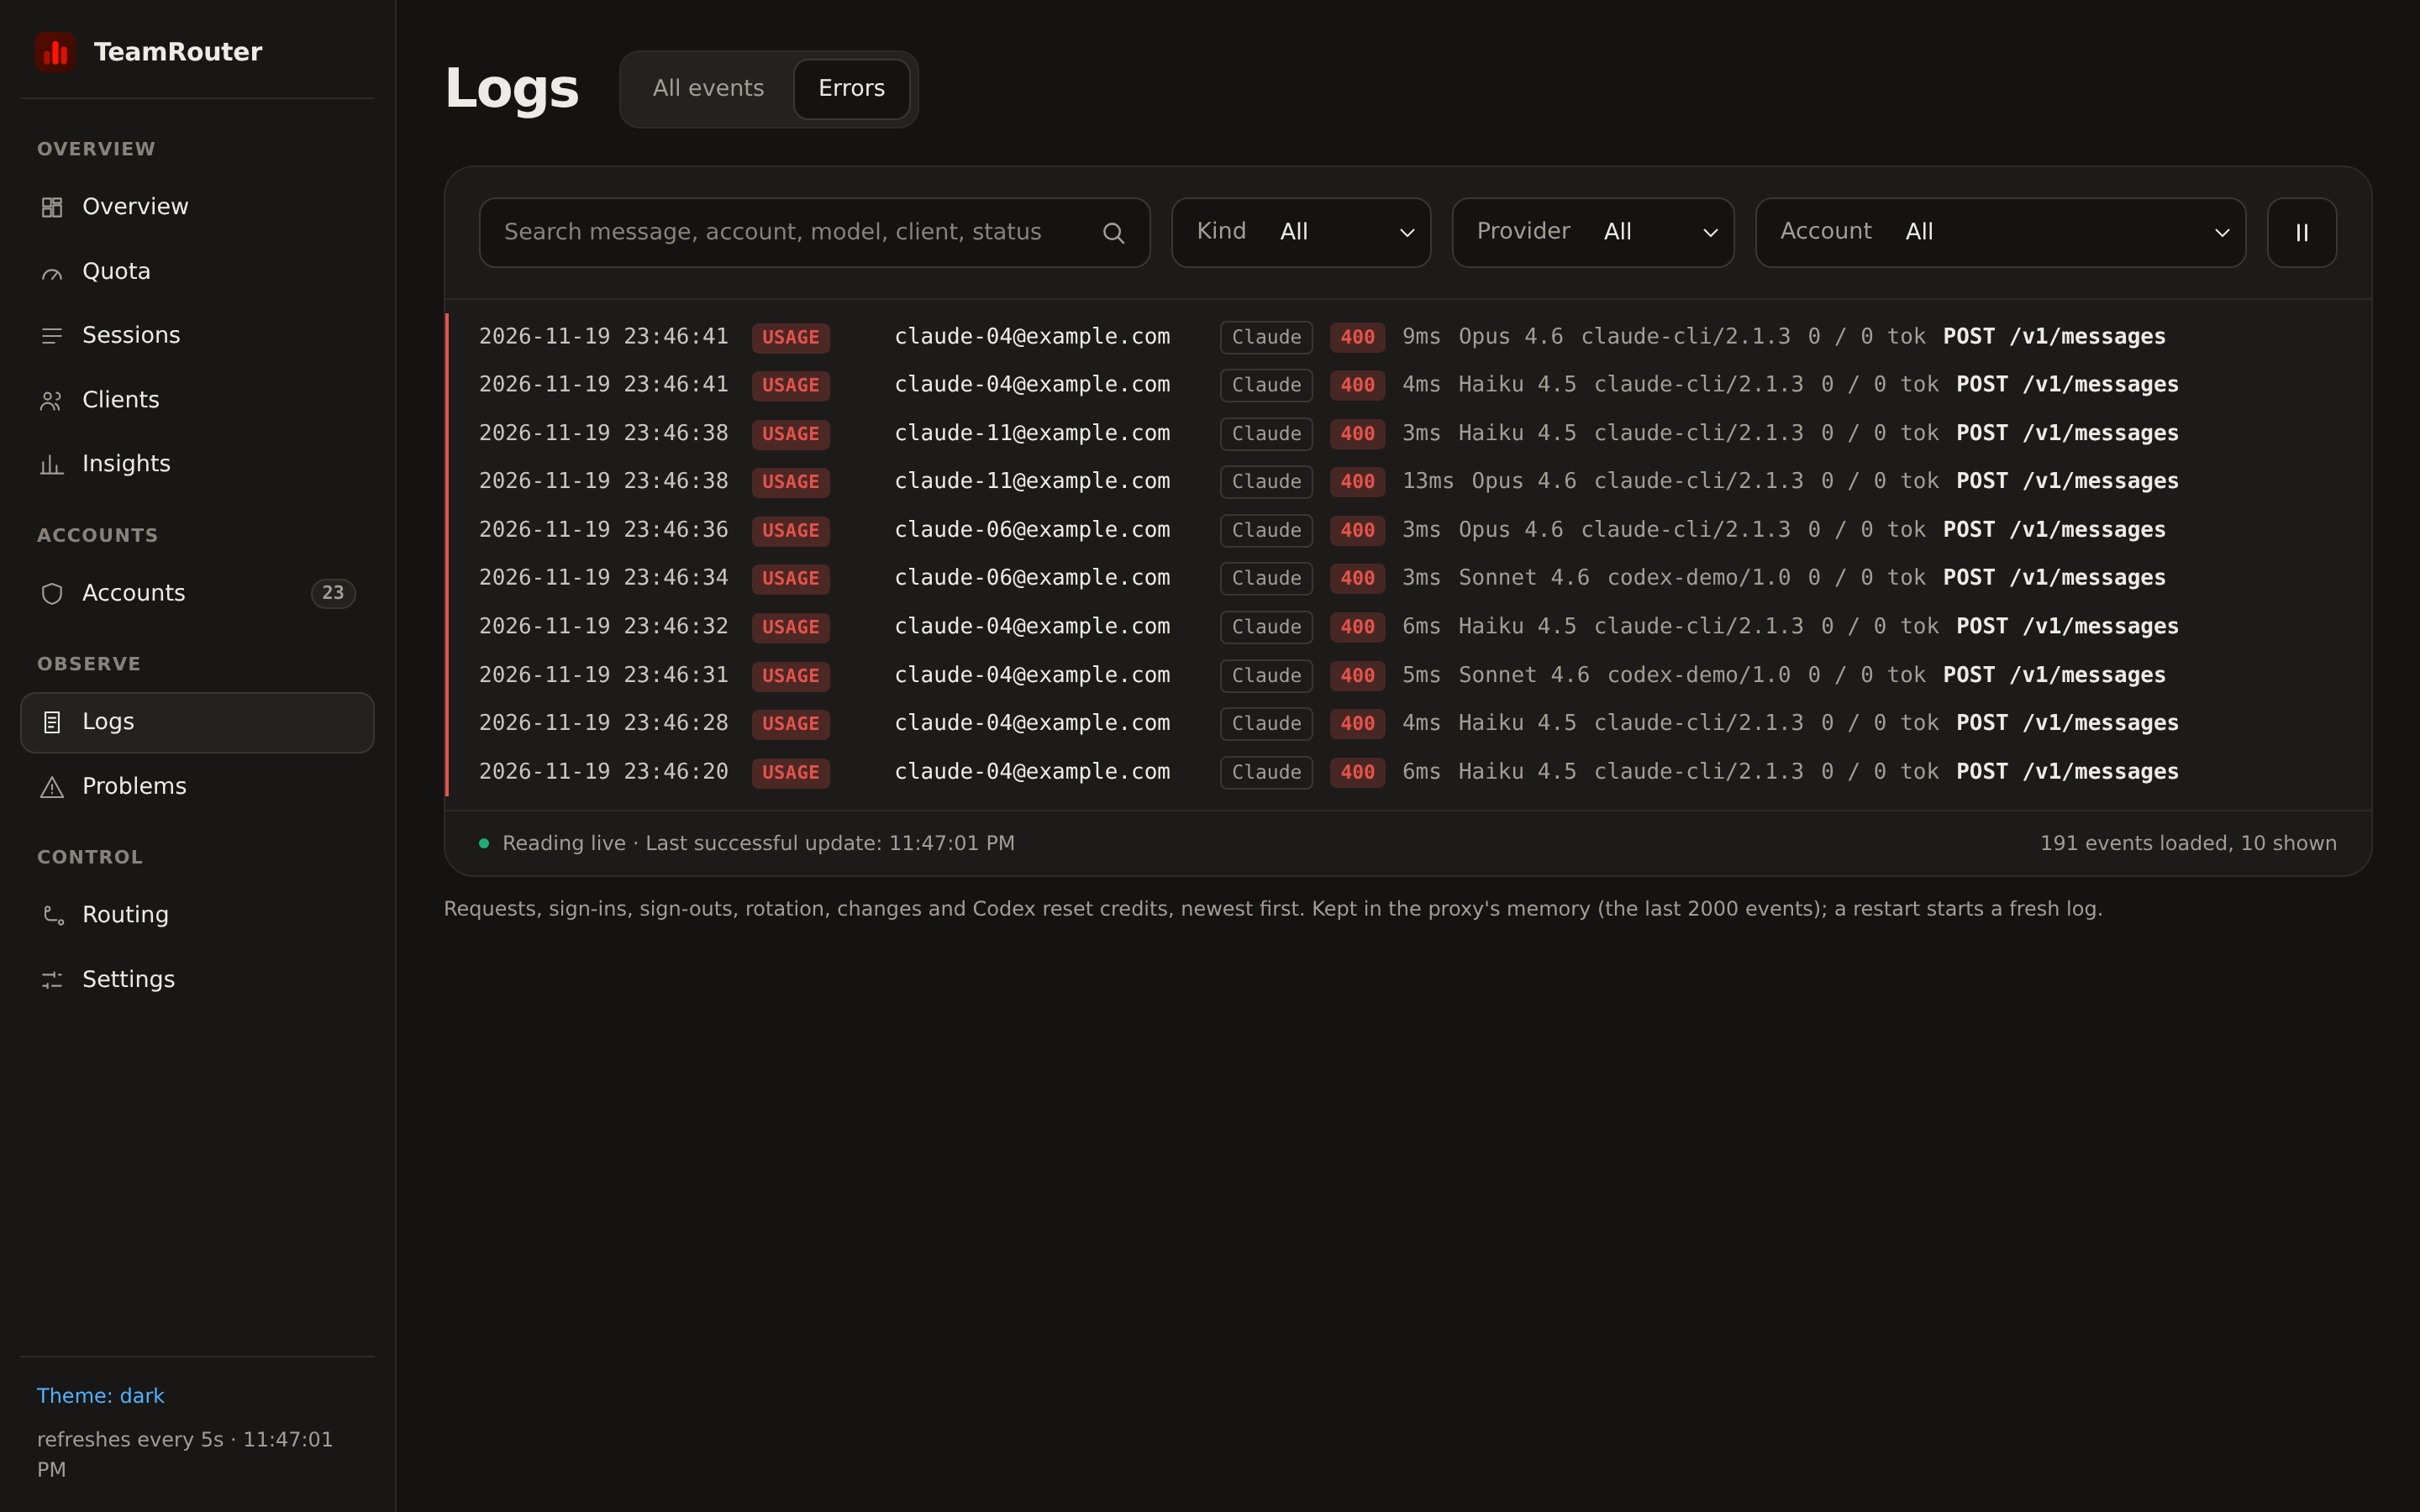 TeamRouter
OVERVIEW
Overview
Quota
Sessions
Clients
Insights
ACCOUNTS
Accounts 23
OBSERVE
Logs
Problems
CONTROL
Routing
Settings
Theme: dark
refreshes every 5s · 11:47:01
PM
Logs All events Errors
Search message, account, model, client, status Kind All Provider All Account All
2026-11-19 23:46:41 USAGE claude-04@example.com Claude 400 9ms Opus 4.6 claude-cli/2.1.3 0 / 0 tok POST /v1/messages
2026-11-19 23:46:41 USAGE claude-04@example.com Claude 400 4ms Haiku 4.5 claude-cli/2.1.3 0 / 0 tok POST /v1/messages
2026-11-19 23:46:38 USAGE claude-11@example.com Claude 400 3ms Haiku 4.5 claude-cli/2.1.3 0 / 0 tok POST /v1/messages
2026-11-19 23:46:38 USAGE claude-11@example.com Claude 400 13ms Opus 4.6 claude-cli/2.1.3 0 / 0 tok POST /v1/messages
2026-11-19 23:46:36 USAGE claude-06@example.com Claude 400 3ms Opus 4.6 claude-cli/2.1.3 0 / 0 tok POST /v1/messages
2026-11-19 23:46:34 USAGE claude-06@example.com Claude 400 3ms Sonnet 4.6 codex-demo/1.0 0 / 0 tok POST /v1/messages
2026-11-19 23:46:32 USAGE claude-04@example.com Claude 400 6ms Haiku 4.5 claude-cli/2.1.3 0 / 0 tok POST /v1/messages
2026-11-19 23:46:31 USAGE claude-04@example.com Claude 400 5ms Sonnet 4.6 codex-demo/1.0 0 / 0 tok POST /v1/messages
2026-11-19 23:46:28 USAGE claude-04@example.com Claude 400 4ms Haiku 4.5 claude-cli/2.1.3 0 / 0 tok POST /v1/messages
2026-11-19 23:46:20 USAGE claude-04@example.com Claude 400 6ms Haiku 4.5 claude-cli/2.1.3 0 / 0 tok POST /v1/messages
Reading live · Last successful update: 11:47:01 PM 191 events loaded, 10 shown
Requests, sign-ins, sign-outs, rotation, changes and Codex reset credits, newest first. Kept in the proxy's memory (the last 2000 events); a restart starts a fresh log.